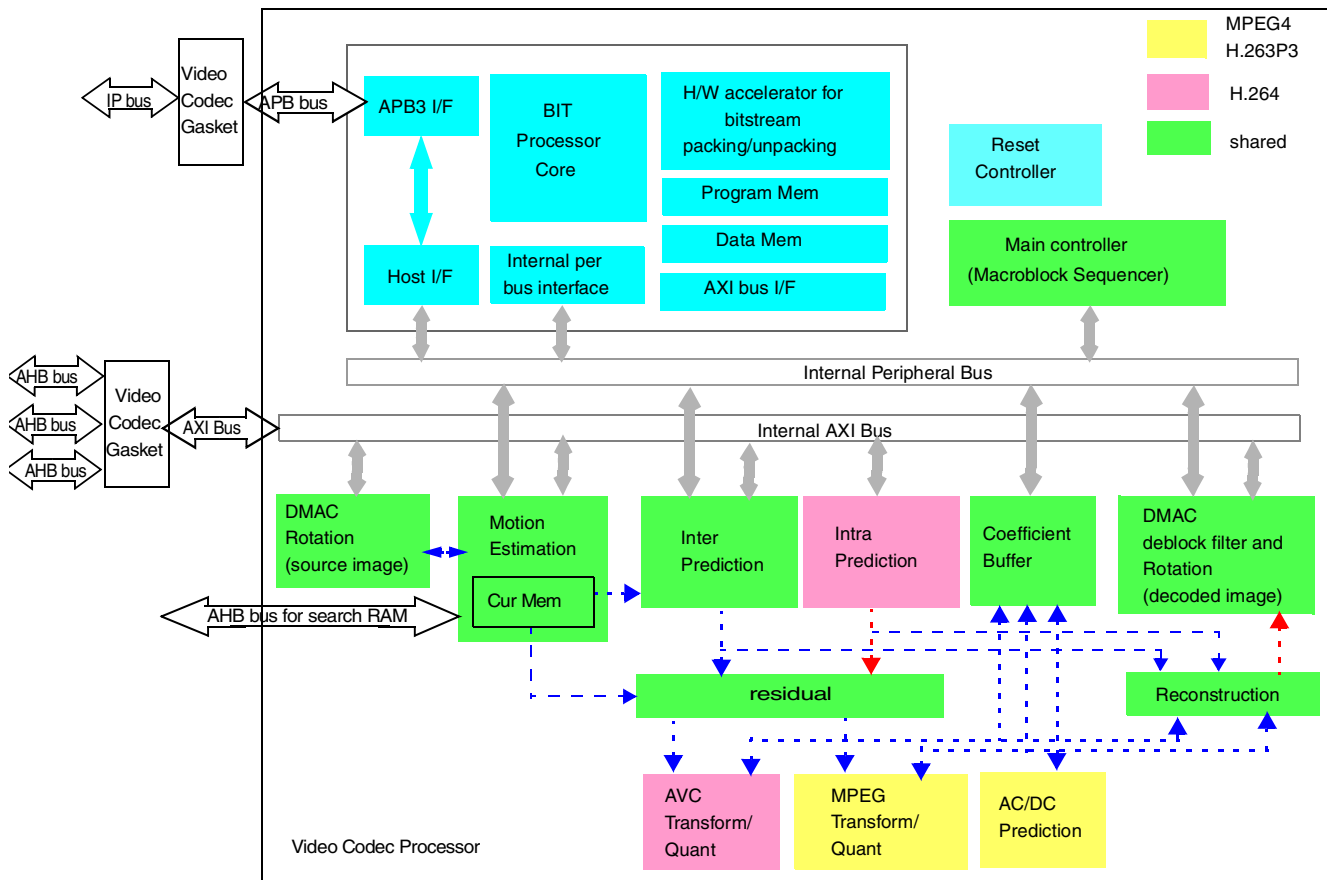 MPEG4
H.263P3
H.264
shared
Video
Codec
Gasket
IP bus
APB bus
APB3 I/F
BIT
Processor
Core
H/W accelerator for
bitstream
packing/unpacking
Program Mem
Data Mem
AXI bus I/F
Host I/F
Internal per
bus interface
Reset
Controller
Main controller
(Macroblock Sequencer)
Internal Peripheral Bus
AHB bus
AHB bus
AHB bus
Video
Codec
Gasket
AXI Bus
Internal AXI Bus
DMAC
Rotation
(source image)
Motion
Estimation
Cur Mem
Inter
Prediction
Intra
Prediction
Coefficient
Buffer
DMAC
deblock filter and
Rotation
(decoded image)
AHB bus for search RAM
residual
Reconstruction
AVC
Transform/
Quant
MPEG
Transform/
Quant
AC/DC
Prediction
Video Codec Processor